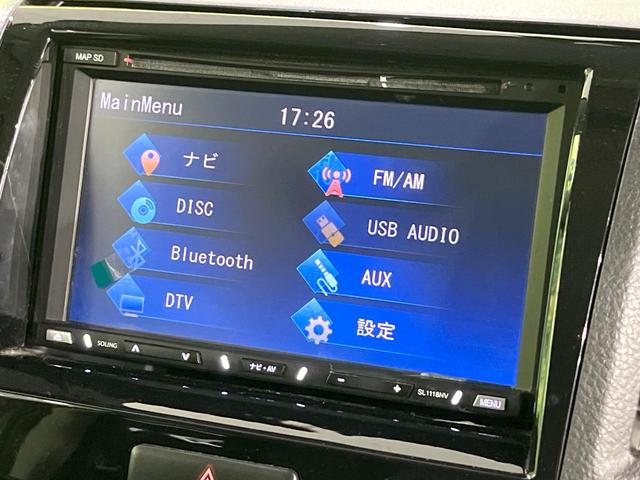 MAP SD
MainMenu
17:26
ナビ
FM/AM
DISC
USB AUDIO
Bluetooth
AUX
DTV
設定
SOLING
ナビ・AV
SL1118NV
MENU